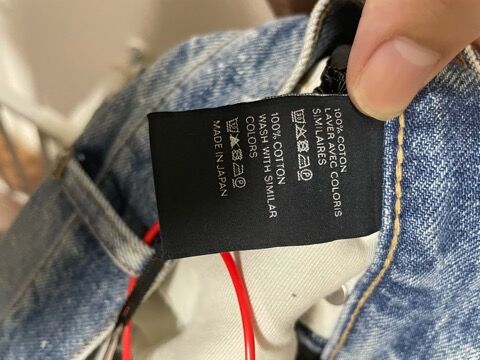 100% COTON
LAVER AVEC COLORIS
SIMILAIRES
100% COTTON
WASH WITH SIMILAR
COLORS
MADE IN JAPAN